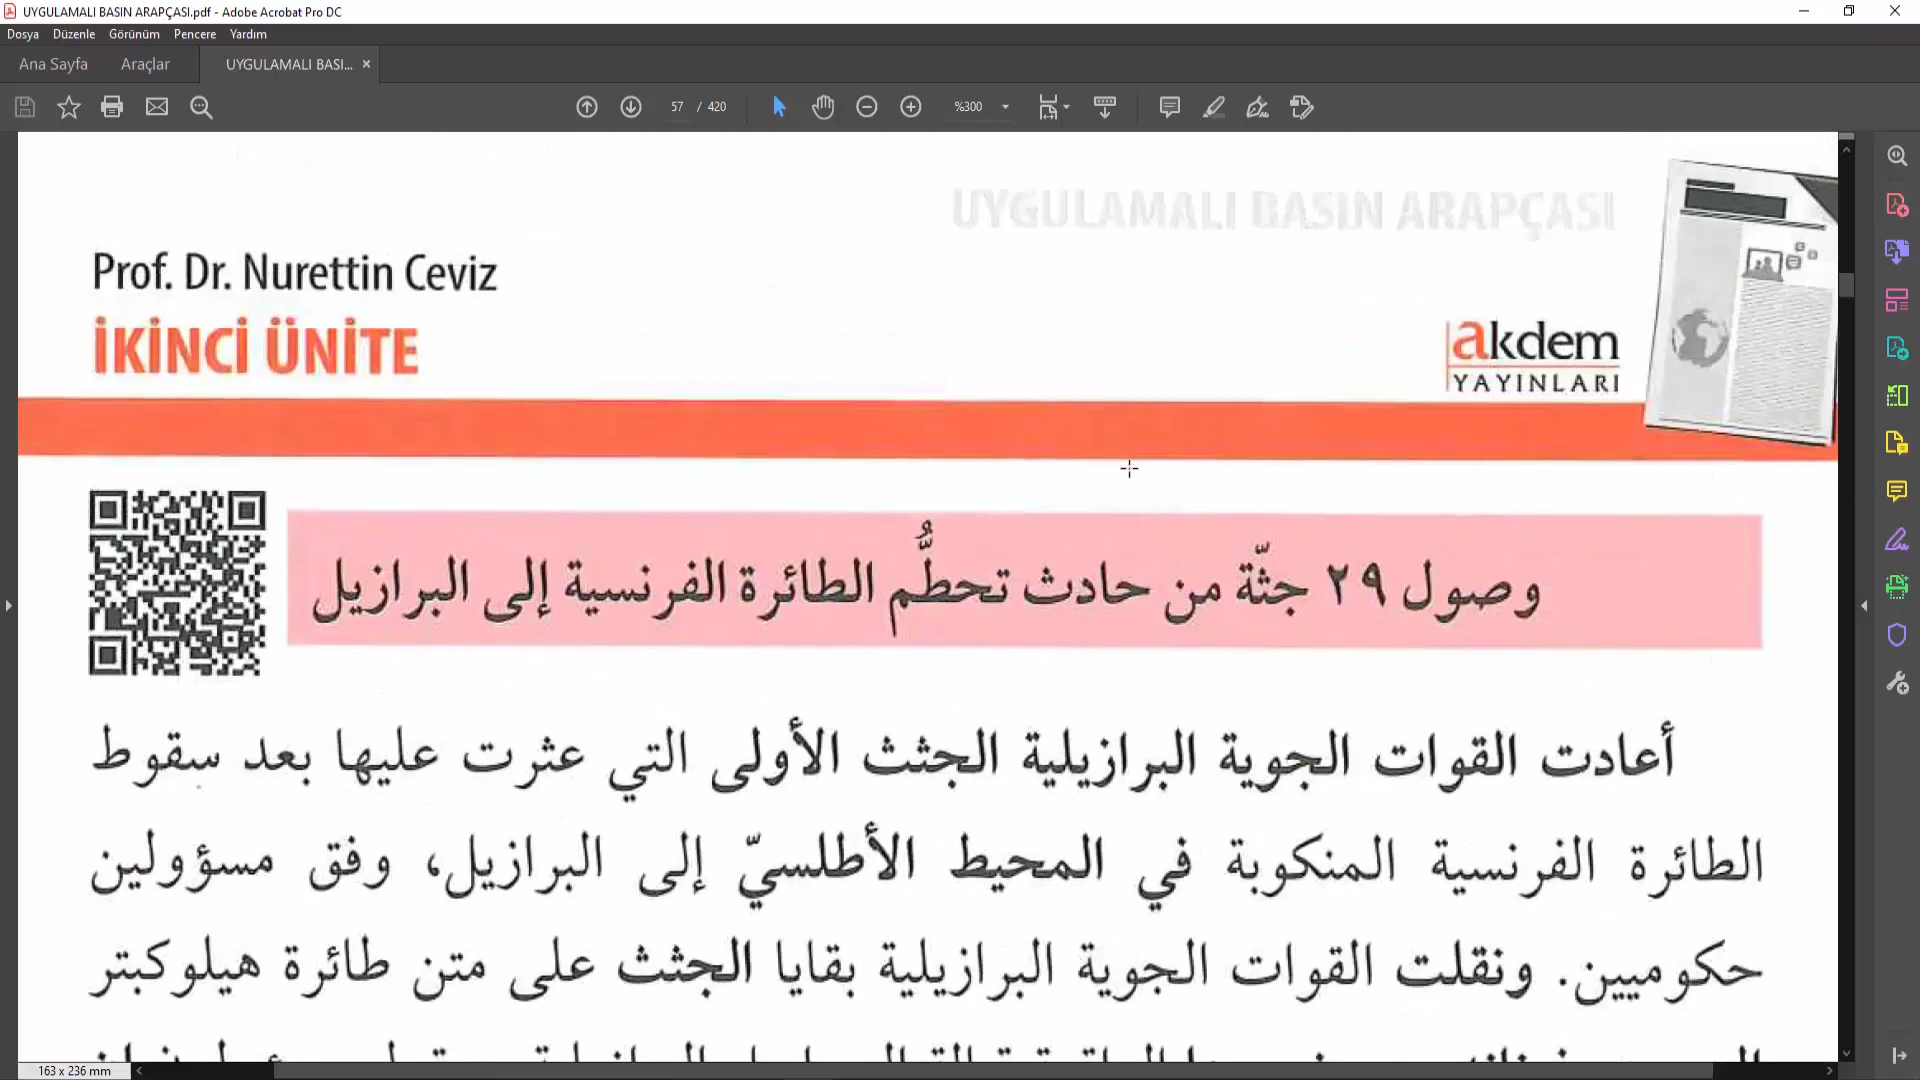 UYGULAMALI BASIN ARAPÇASI.pdf - Adobe Acrobat Pro DC
Dosya Düzenle Görünüm Pencere Yardım
Ana Sayfa Araçlar UYGULAMALI BASI... ×
57 / 420 %300
UYGULAMALI BASIN ARAPÇASI
Prof. Dr. Nurettin Ceviz
İKİNCİ ÜNİTE
akdem
YAYINLARI
وصول ٢٩ جثّة من حادث تحطُّم الطائرة الفرنسية إلى البرازيل
أعادت القوات الجوية البرازيلية الجثث الأولى التي عثرت عليها بعد سقوط
الطائرة الفرنسية المنكوبة في المحيط الأطلسيّ إلى البرازيل، وفق مسؤولين
حكوميين. ونقلت القوات الجوية البرازيلية بقايا الجثث على متن طائرة هيلوكبتر
163 x 236 mm